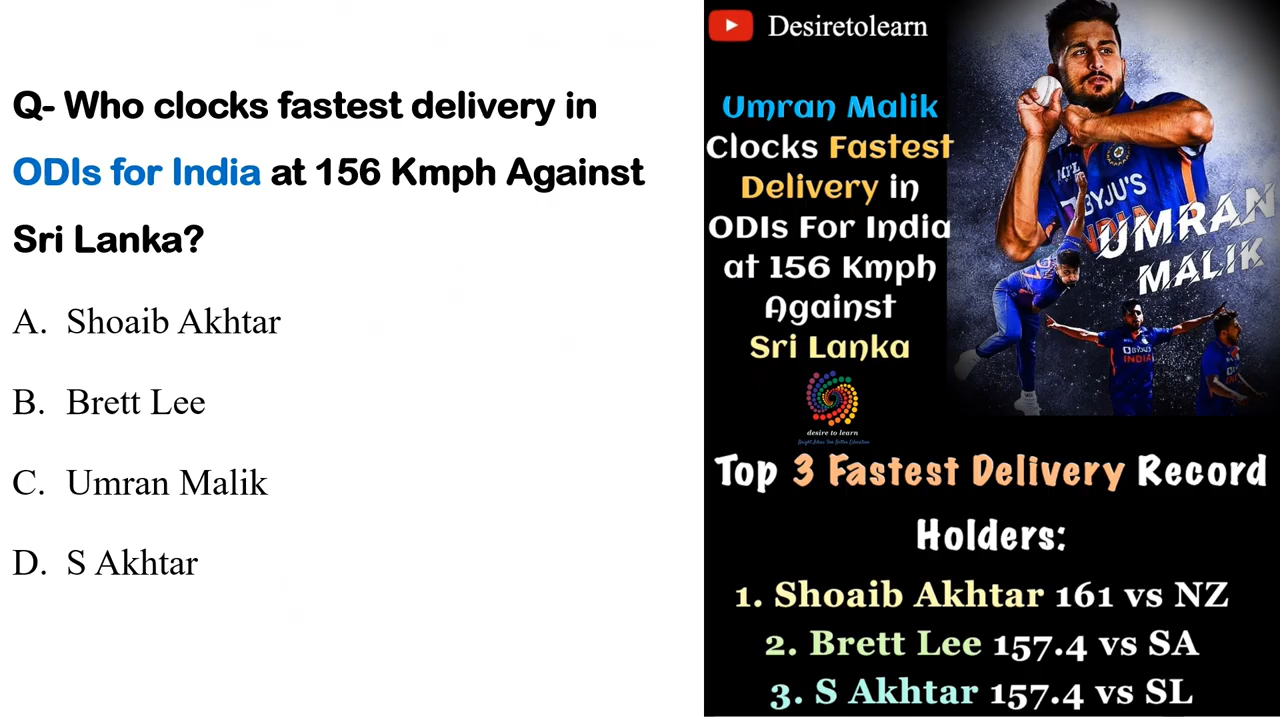 Q- Who clocks fastest delivery in
ODIs for India at 156 Kmph Against
Sri Lanka?
A. Shoaib Akhtar
B. Brett Lee
C. Umran Malik
D. S Akhtar
Desiretolearn
Umran Malik
Clocks Fastest
Delivery in
ODIs For India
at 156 Kmph
Against
Sri Lanka
desire to learn
BYJU'S
INDIA
UMRAN
MALIK
BYJU'S
INDIA
Top 3 Fastest Delivery Record
Holders:
1. Shoaib Akhtar 161 vs NZ
2. Brett Lee 157.4 vs SA
3. S Akhtar 157.4 vs SL